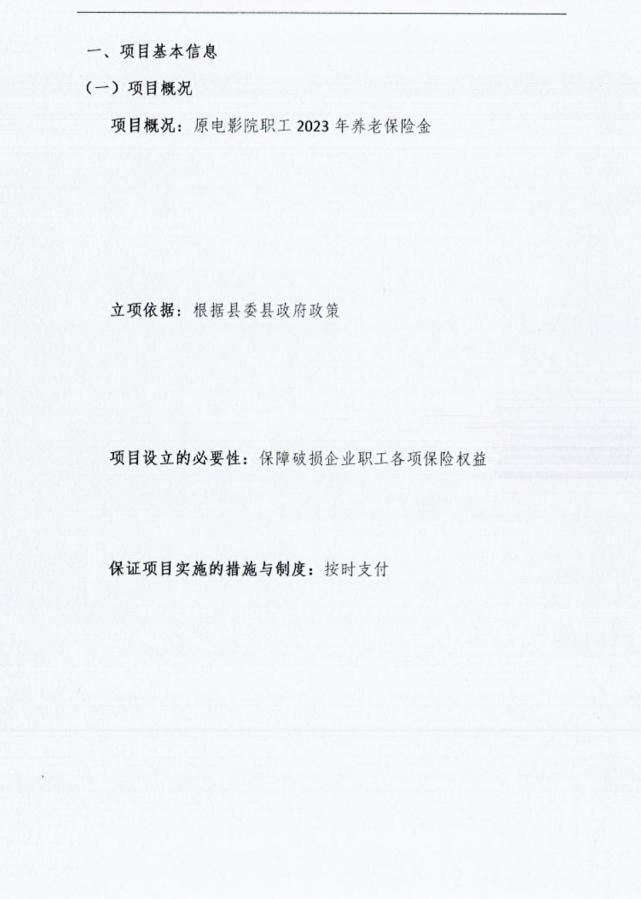 一、项目基本信息
（一）项目概况
项目概况：原电影院职工 2023 年养老保险金
立项依据：根据县委县政府政策
项目设立的必要性：保障破损企业职工各项保险权益
保证项目实施的措施与制度：按时支付